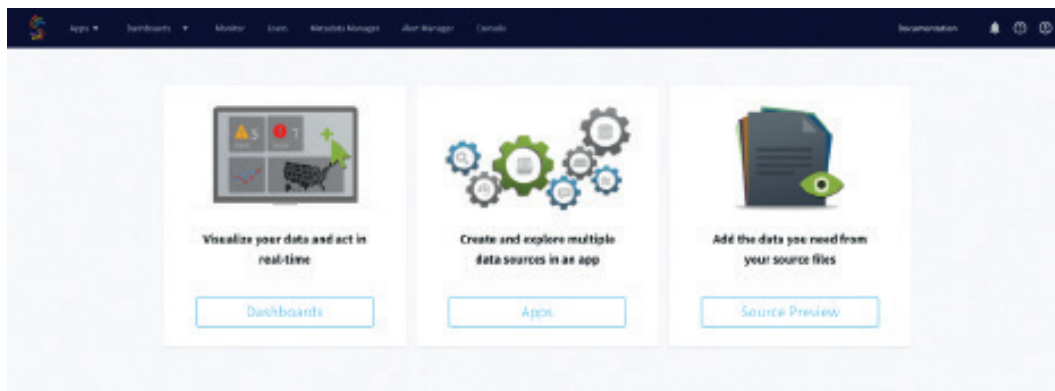 Apps
Dashboards
Monitor
Users
Metadata Manager
Alert Manager
Console
Documentation
5
1
Visualize your data and act in
real-time
Create and explore multiple
data sources in an app
Add the data you need from
your source files
Dashboards
Apps
Source Preview